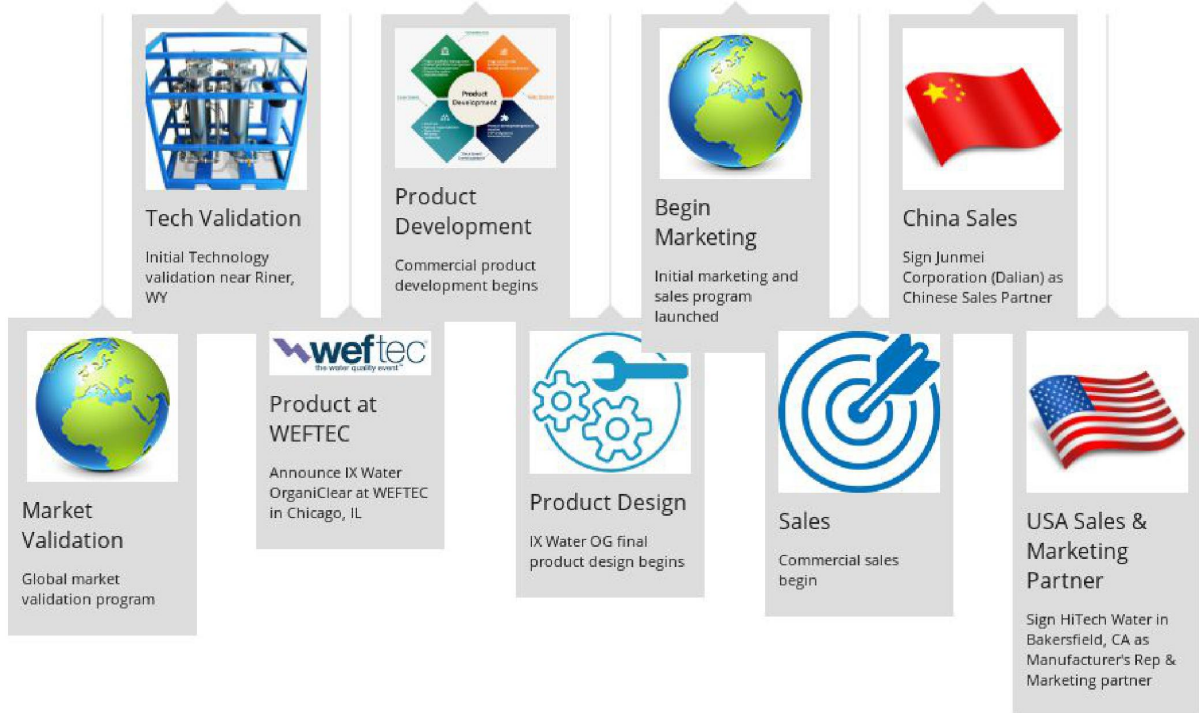 Tech Validation
Initial Technology
validation near Riner,
WY
Product
Development
Product
Development
Commercial product
development begins
Begin
Marketing
Initial marketing and
sales program
launched
China Sales
Sign Junmei
Corporation (Dalian) as
Chinese Sales Partner
Market
Validation
Global market
validation program
weftec
the water quality event™
Product at
WEFTEC
Announce IX Water
OrganiClear at WEFTEC
in Chicago, IL
Product Design
IX Water OG final
product design begins
Sales
Commercial sales
begin
USA Sales &
Marketing
Partner
Sign HiTech Water in
Bakersfield, CA as
Manufacturer's Rep &
Marketing partner